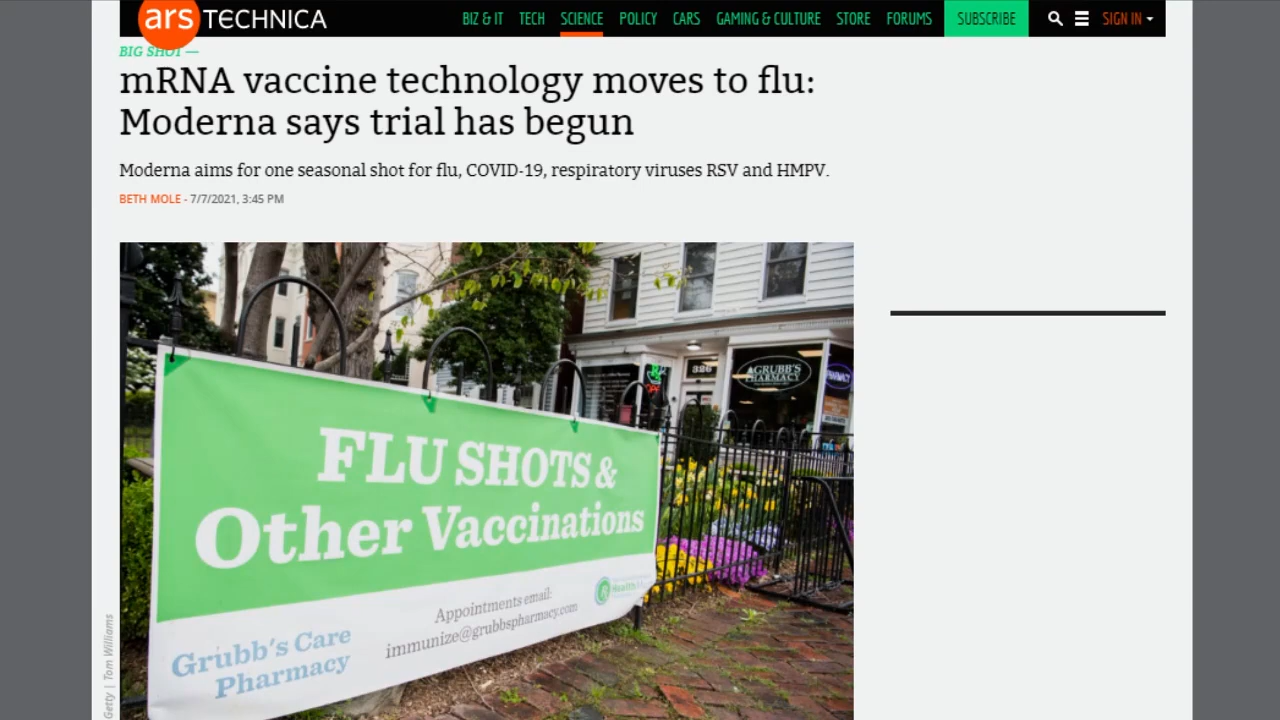 ars TECHNICA
BIZ & IT TECH SCIENCE POLICY CARS GAMING & CULTURE STORE FORUMS SUBSCRIBE SIGN IN
BIG SHOT —
mRNA vaccine technology moves to flu:
Moderna says trial has begun
Moderna aims for one seasonal shot for flu, COVID-19, respiratory viruses RSV and HMPV.
BETH MOLE - 7/7/2021, 3:45 PM
326
GRUBB'S
PHARMACY
PHARMACY
FLU SHOTS &
Other Vaccinations
Health
Appointments email:
immunize@grubbspharmacy.com
Grubb's Care
Pharmacy
Getty | Tom Williams